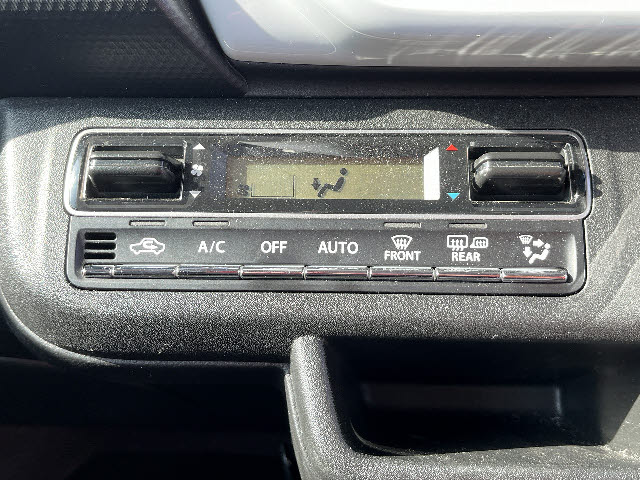 A/C OFF AUTO FRONT REAR